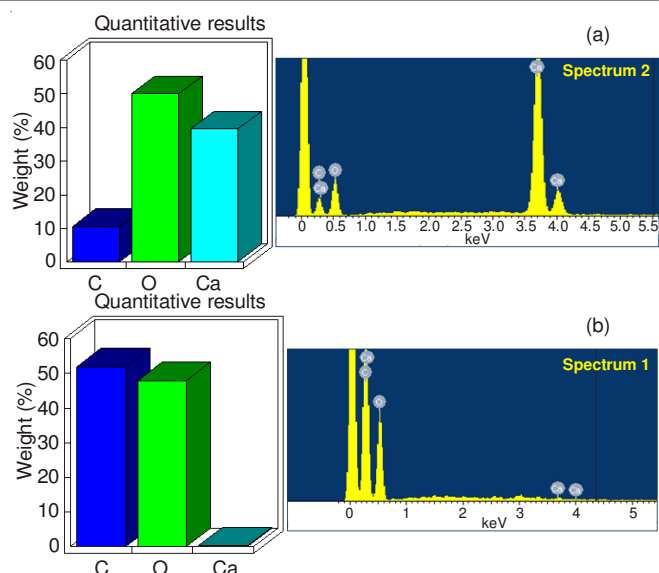 Quantitative results
(a)
Weight (%)
60
50
40
30
20
10
0
C O Ca
Spectrum 2
Ca
C
Ca
O
Ca
0 0.5 1.0 1.5 2.0 2.5 3.0 3.5 4.0 4.5 5.0 5.5
keV
Quantitative results
(b)
Weight (%)
60
50
40
30
20
10
0
C O Ca
Spectrum 1
Ca
C
O
Ca Ca
0 1 2 3 4 5
keV